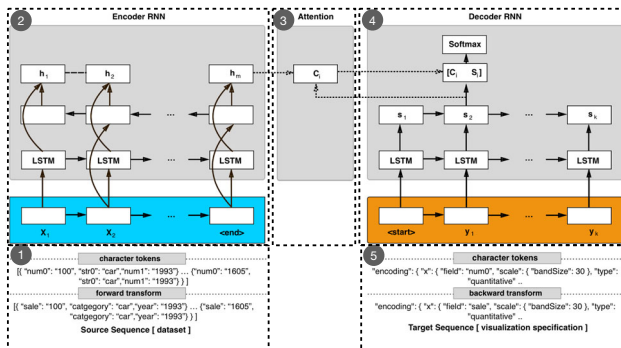 2 Encoder RNN
3 Attention
4 Decoder RNN
Softmax
h1 h2 hm Ci [Ci Si]
... s1 s2 ... sk
LSTM LSTM ... LSTM LSTM LSTM ... LSTM
X1 X2 ... <end> <start> y1 ... yk
1
character tokens
[{ "num0": "100", "str0": "car","num1": "1993"} ... {"num0": "1605",
"str0": "car","num1": "1993"} ]
forward transform
[{ "sale": "100", "catgegory": "car","year": "1993"} ... {"sale": "1605",
"catgegory": "car","year": "1993"} ]
Source Sequence [ dataset ]
5
character tokens
"encoding": { "x": { "field": "num0", "scale": { "bandSize": 30 }, "type":
"quantitative" ..
backward transform
"encoding": { "x": { "field": "sale", "scale": { "bandSize": 30 }, "type":
"quantitative" ..
Target Sequence [ visualization specification ]